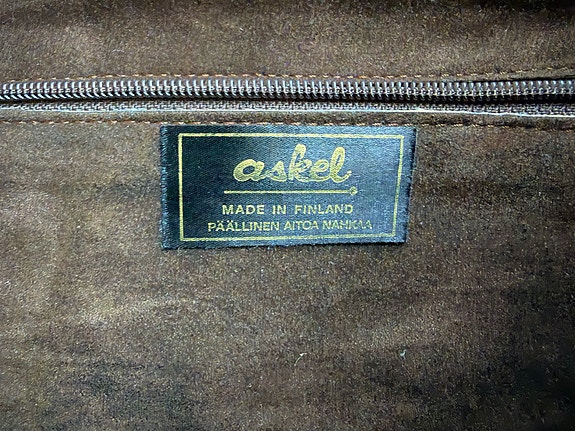 askel
MADE IN FINLAND
PÄÄLLINEN AITOA NAHKAA